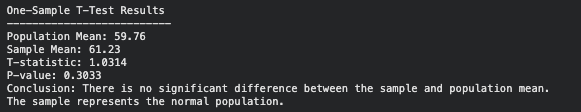 One-Sample T-Test Results
---------------------------
Population Mean: 59.76
Sample Mean: 61.23
T-statistic: 1.0314
P-value: 0.3033
Conclusion: There is no significant difference between the sample and population mean.
The sample represents the normal population.